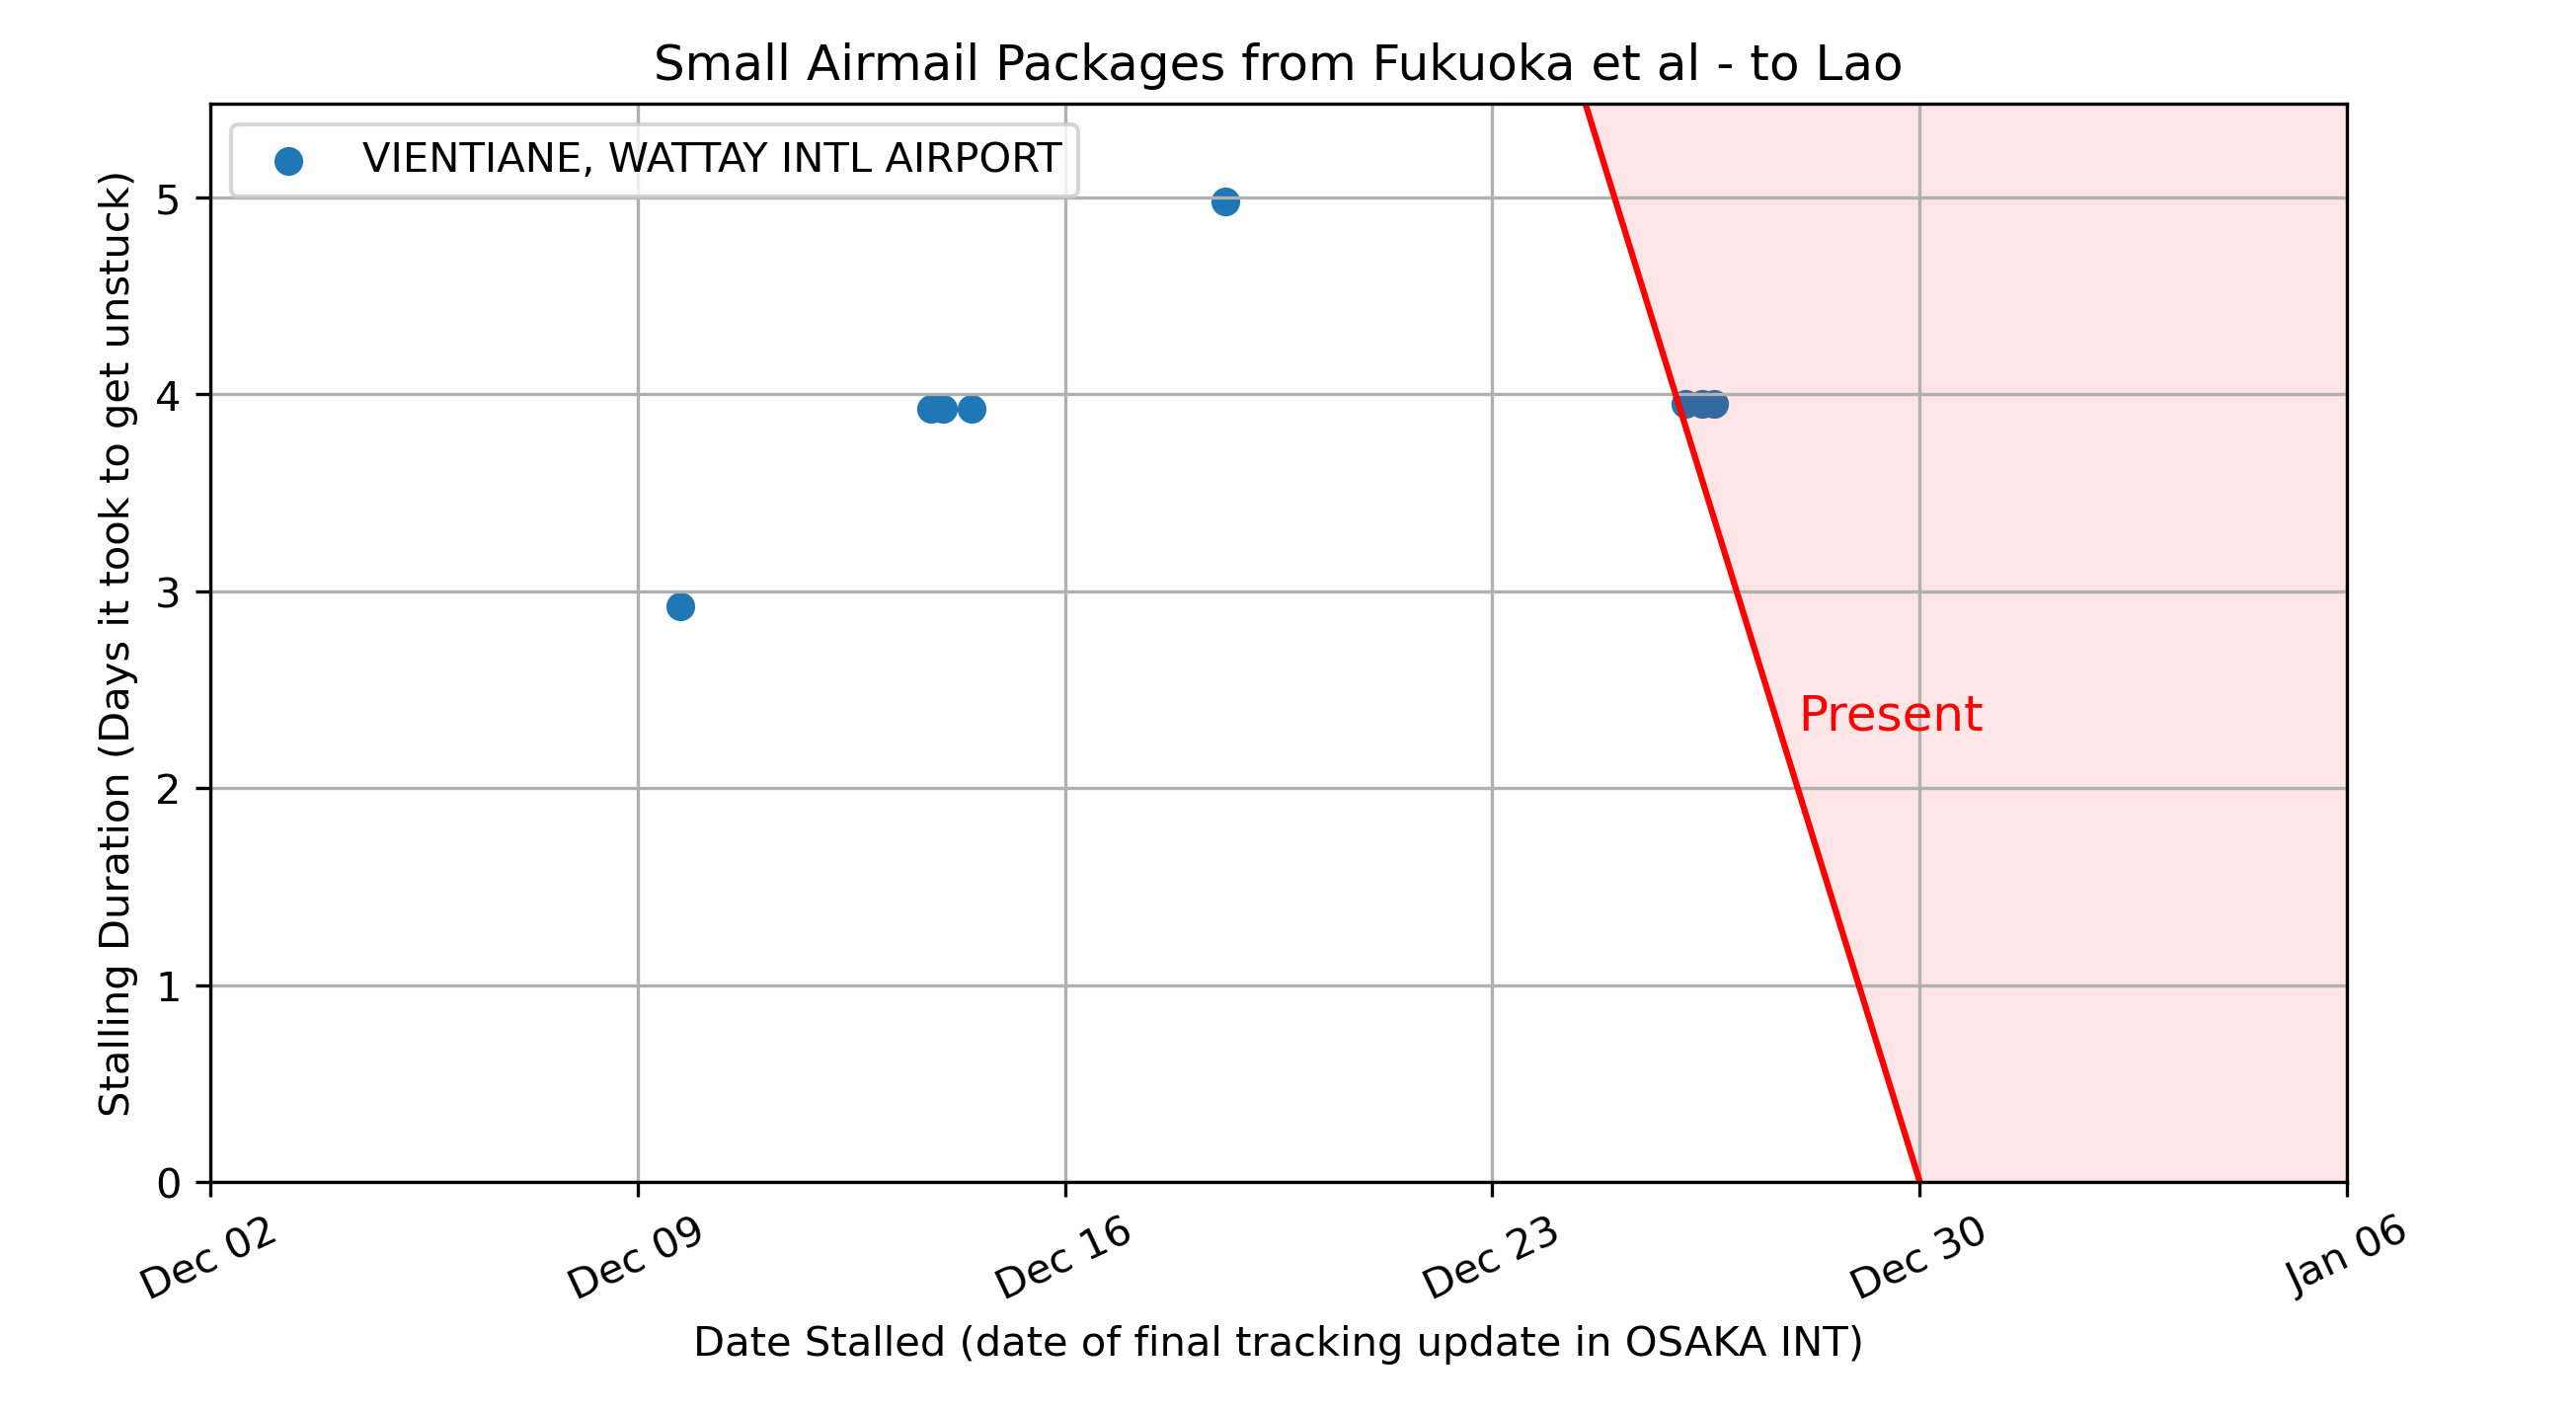 Small Airmail Packages from Fukuoka et al - to Lao
VIENTIANE, WATTAY INTL AIRPORT
Stalling Duration (Days it took to get unstuck)
5
4
3
2
1
0
Present
Dec 02
Dec 09
Dec 16
Dec 23
Dec 30
Jan 06
Date Stalled (date of final tracking update in OSAKA INT)